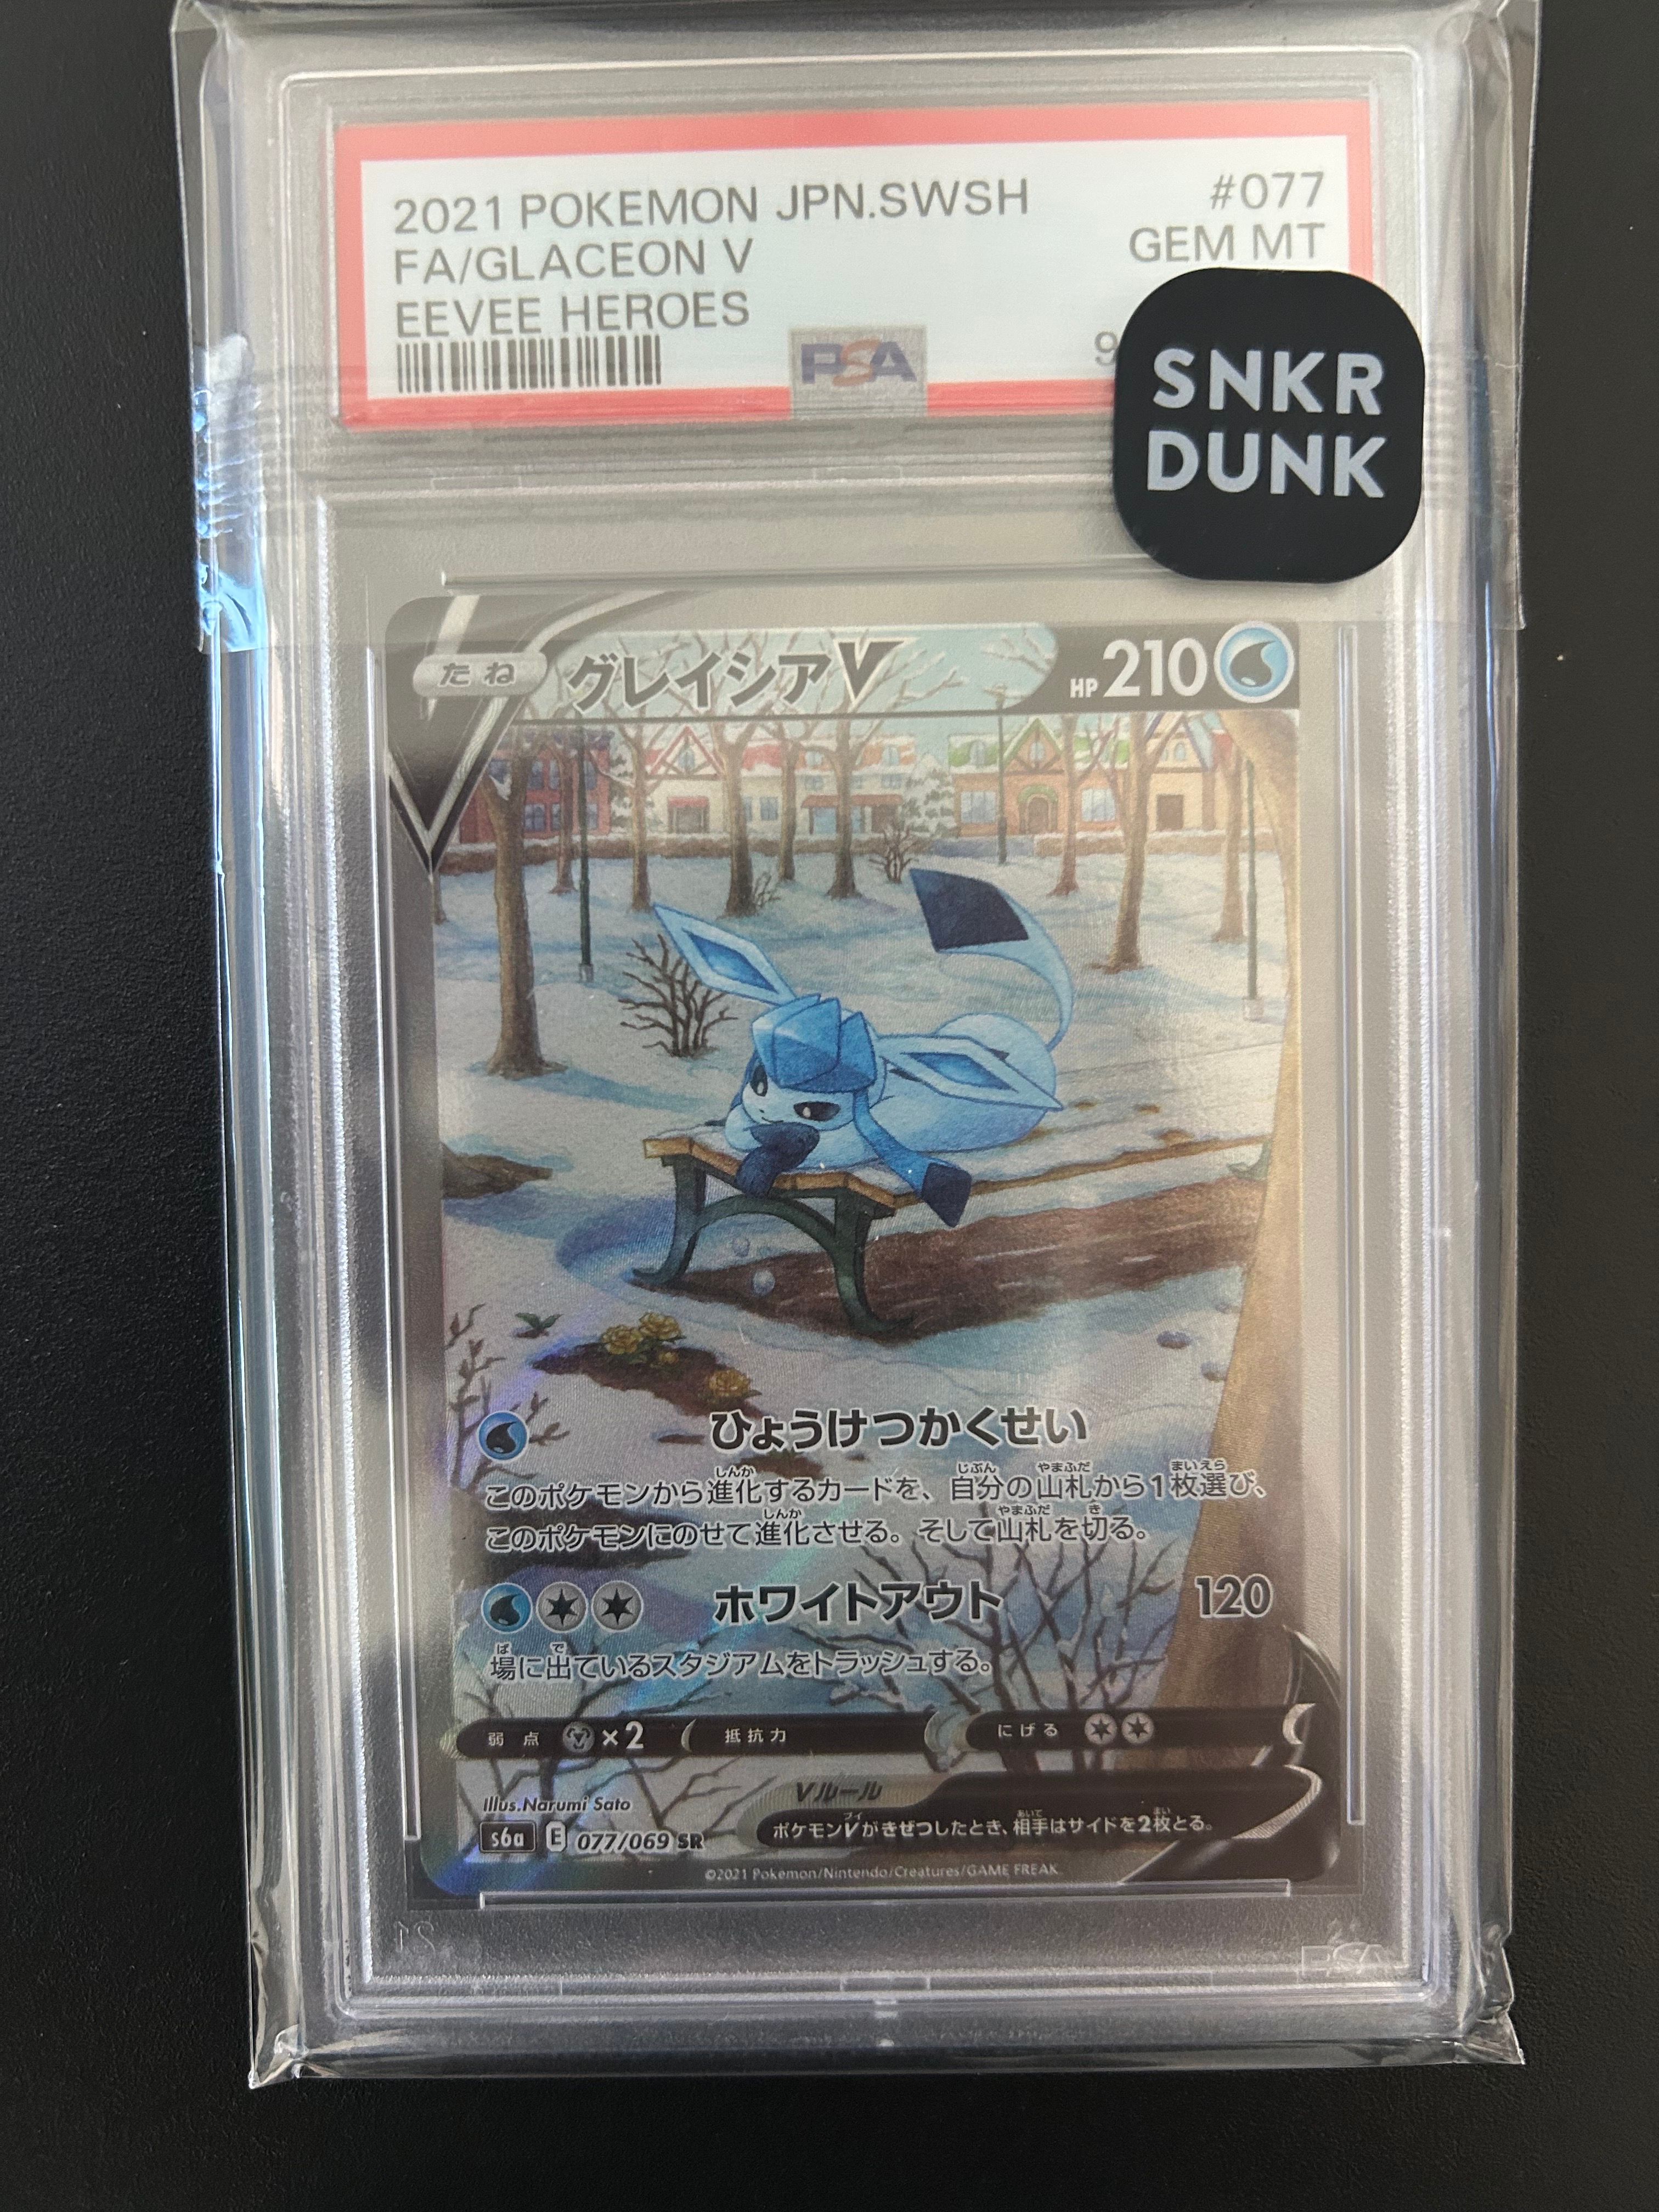 2021 POKEMON JPN.SWSH #077
FA/GLACEON V GEM MT
EEVEE HEROES
PSA
SNKR
DUNK
たね グレイシアV HP210
ひょうけつかくせい
このポケモンから進化するカードを、自分の山札から1枚選び、
このポケモンにのせて進化させる。そして山札を切る。
ホワイトアウト 120
場に出ているスタジアムをトラッシュする。
弱点 ×2 抵抗力 にげる
Vルール
Illus.Narumi Sato
ポケモンVがきぜつしたとき、相手はサイドを2枚とる。
s6a E 077/069 SR
©2021 Pokémon/Nintendo/Creatures/GAME FREAK.
PSA